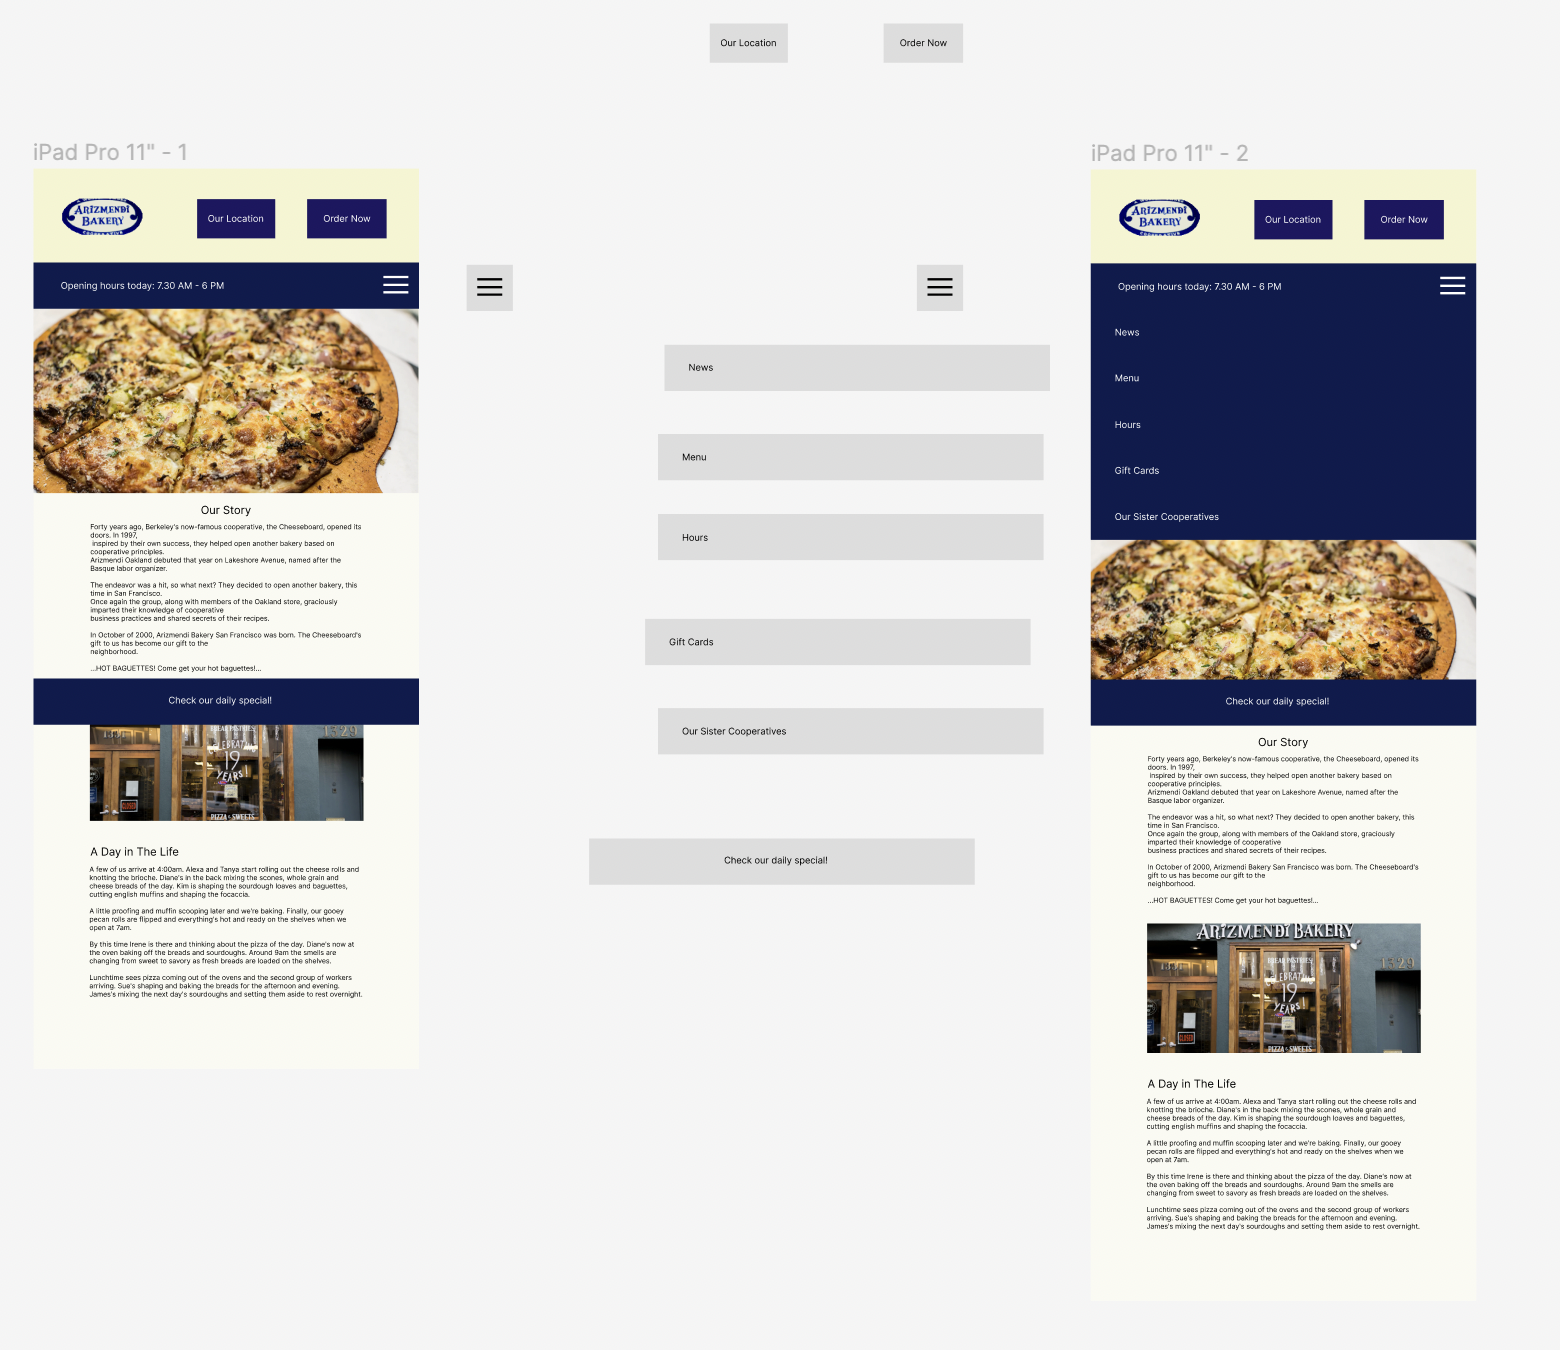 Our Location
Order Now
iPad Pro 11" - 1
ARIZMENDI
BAKERY
Our Location
Order Now
Opening hours today: 7.30 AM - 6 PM
Our Story
Forty years ago, Berkeley's now-famous cooperative, the Cheeseboard, opened its
doors. In 1997,
inspired by their own success, they helped open another bakery based on
cooperative principles.
Arizmendi Oakland debuted that year on Lakeshore Avenue, named after the
Basque labor organizer.
The endeavor was a hit, so what next? They decided to open another bakery, this
time in San Francisco.
Once again the group, along with members of the Oakland store, graciously
imparted their knowledge of cooperative
business practices and shared secrets of their recipes.
In October of 2000, Arizmendi Bakery San Francisco was born. The Cheeseboard's
gift to us has become our gift to the
neighborhood.
...HOT BAGUETTES! Come get your hot baguettes!...
Check our daily special!
BREAD PASTRIES
1329
CELEBRATING
19
YEARS!
CLOSED
PIZZA & SWEETS
A Day in The Life
A few of us arrive at 4:00am. Alexa and Tanya start rolling out the cheese rolls and
knotting the brioche. Diane's in the back mixing the scones, whole grain and
cheese breads of the day. Kim is shaping the sourdough loaves and baguettes,
cutting english muffins and shaping the focaccia.
A little proofing and muffin scooping later and we're baking. Finally, our gooey
pecan rolls are flipped and everything's hot and ready on the shelves when we
open at 7am.
By this time Irene is there and thinking about the pizza of the day. Diane's now at
the oven baking off the breads and sourdoughs. Around 9am the smells are
changing from sweet to savory as fresh breads are loaded on the shelves.
Lunchtime sees pizza coming out of the ovens and the second group of workers
arriving. Sue's shaping and baking the breads for the afternoon and evening.
James's mixing the next day's sourdoughs and setting them aside to rest overnight.
News
Menu
Hours
Gift Cards
Our Sister Cooperatives
Check our daily special!
iPad Pro 11" - 2
ARIZMENDI
BAKERY
Our Location
Order Now
Opening hours today: 7.30 AM - 6 PM
News
Menu
Hours
Gift Cards
Our Sister Cooperatives
Check our daily special!
Our Story
Forty years ago, Berkeley's now-famous cooperative, the Cheeseboard, opened its
doors. In 1997,
inspired by their own success, they helped open another bakery based on
cooperative principles.
Arizmendi Oakland debuted that year on Lakeshore Avenue, named after the
Basque labor organizer.
The endeavor was a hit, so what next? They decided to open another bakery, this
time in San Francisco.
Once again the group, along with members of the Oakland store, graciously
imparted their knowledge of cooperative
business practices and shared secrets of their recipes.
In October of 2000, Arizmendi Bakery San Francisco was born. The Cheeseboard's
gift to us has become our gift to the
neighborhood.
...HOT BAGUETTES! Come get your hot baguettes!...
ARIZMENDI BAKERY
BREAD PASTRIES
1329
CELEBRATING
19
YEARS!
CLOSED
PIZZA & SWEETS
A Day in The Life
A few of us arrive at 4:00am. Alexa and Tanya start rolling out the cheese rolls and
knotting the brioche. Diane's in the back mixing the scones, whole grain and
cheese breads of the day. Kim is shaping the sourdough loaves and baguettes,
cutting english muffins and shaping the focaccia.
A little proofing and muffin scooping later and we're baking. Finally, our gooey
pecan rolls are flipped and everything's hot and ready on the shelves when we
open at 7am.
By this time Irene is there and thinking about the pizza of the day. Diane's now at
the oven baking off the breads and sourdoughs. Around 9am the smells are
changing from sweet to savory as fresh breads are loaded on the shelves.
Lunchtime sees pizza coming out of the ovens and the second group of workers
arriving. Sue's shaping and baking the breads for the afternoon and evening.
James's mixing the next day's sourdoughs and setting them aside to rest overnight.